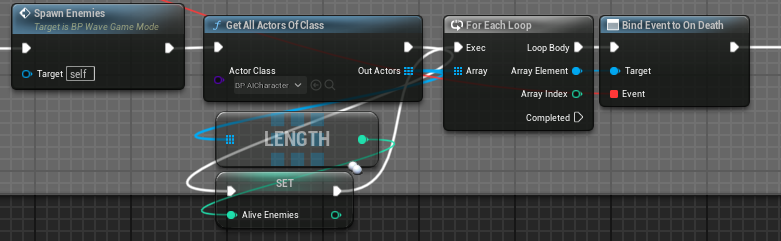 Spawn Enemies
Target is BP Wave Game Mode
Target self
f Get All Actors Of Class
Actor Class
BP AICharacter
Out Actors
For Each Loop
Exec
Loop Body
Array
Array Element
Array Index
Completed
Bind Event to On Death
Target
Event
LENGTH
SET
Alive Enemies